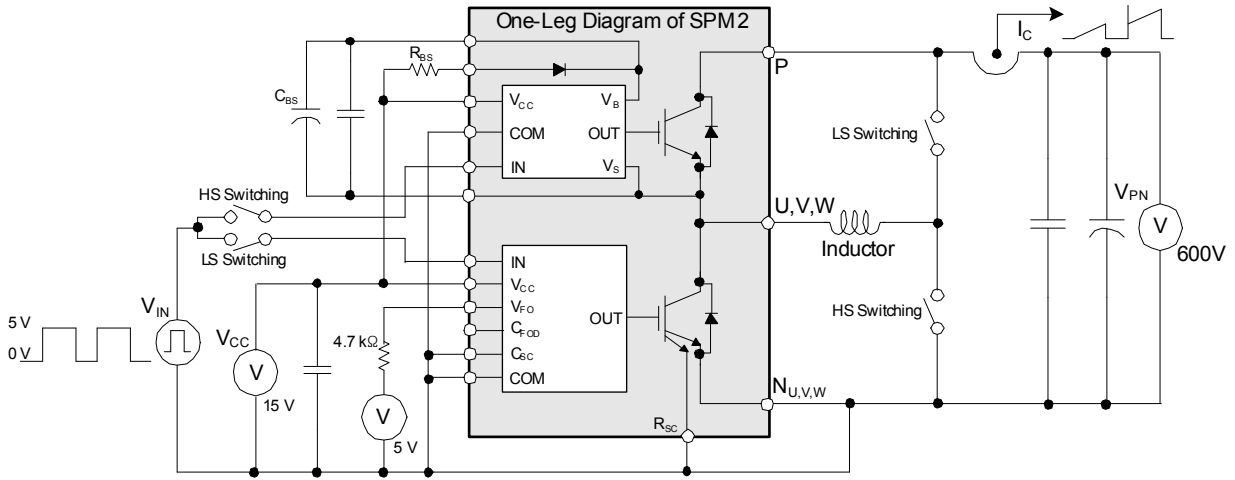 One-Leg Diagram of SPM2
I_C
P
R_BS
C_BS
V_CC
V_B
COM
OUT
IN
V_S
LS Switching
HS Switching
LS Switching
U,V,W
Inductor
V_PN
V
600V
IN
V_CC
V_FO
C_FOD
C_SC
COM
OUT
HS Switching
V_IN
5 V
0 V
V_CC
V
15 V
4.7 kΩ
V
5 V
N_U,V,W
R_SC